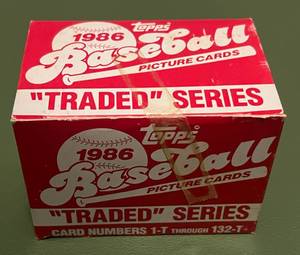 topps
1986
Baseball
PICTURE CARDS
"TRADED" SERIES
topps
1986
Baseball
PICTURE CARDS
"TRADED" SERIES
CARD NUMBERS 1-T THROUGH 132-T